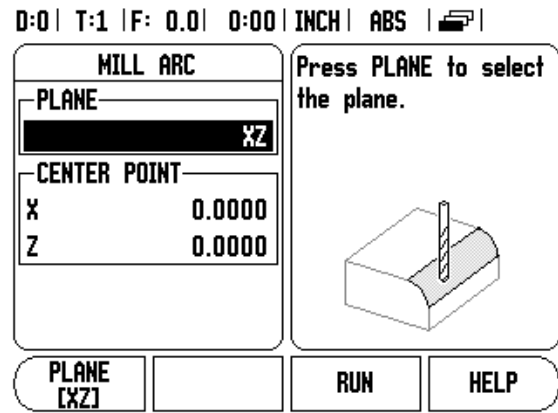 D:0| T:1 |F: 0.0| 0:00| INCH| ABS | |
MILL ARC
PLANE
XZ
CENTER POINT
X 0.0000
Z 0.0000
Press PLANE to select
the plane.
PLANE
[XZ]
RUN
HELP